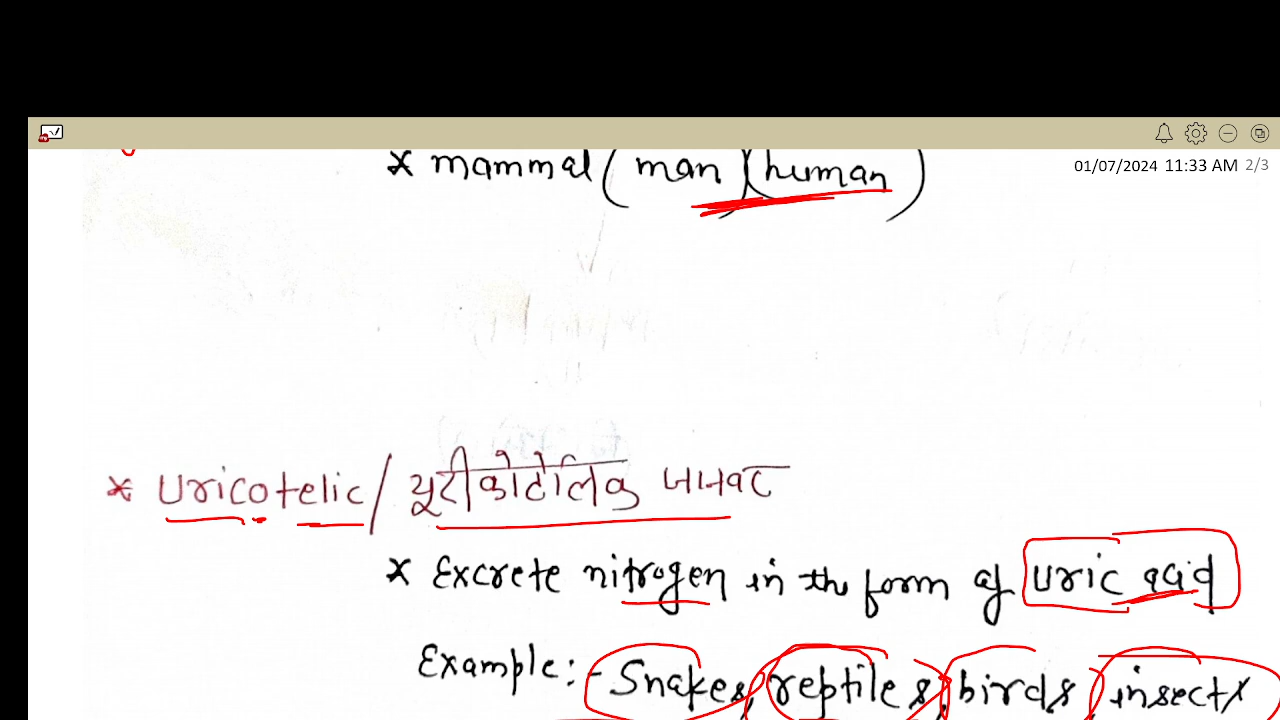 * mammal (man)(human)
01/07/2024 11:33 AM 2/3
* Uricotelic / यूरीकोटेलिक जानवर
* Excrete nitrogen in the form of uric acid
Example:- Snakes, reptiles, birds, insects